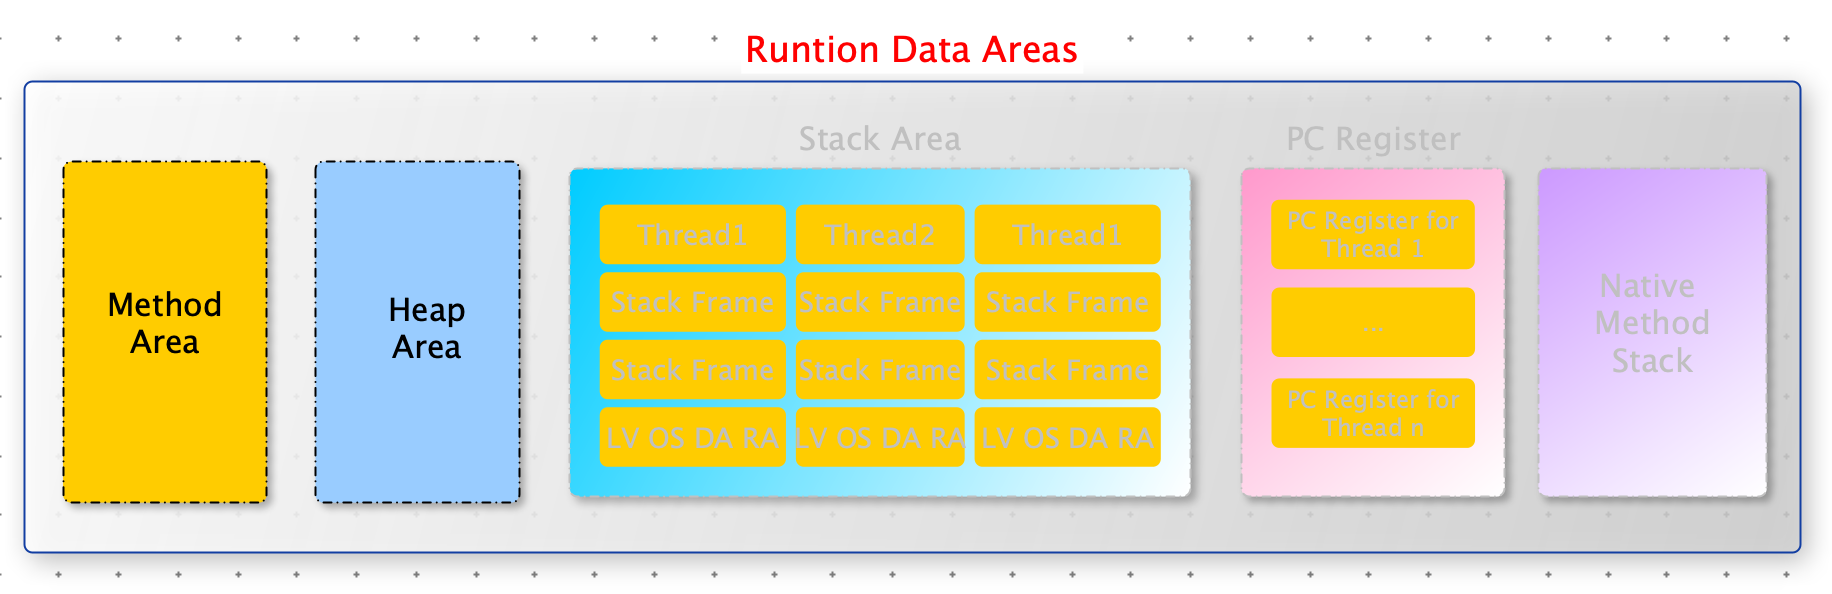 Runtion Data Areas
Method
Area
Heap
Area
Stack Area
Thread1
Thread2
Thread1
Stack Frame
Stack Frame
Stack Frame
Stack Frame
Stack Frame
Stack Frame
LV OS DA RA
LV OS DA RA
LV OS DA RA
PC Register
PC Register for
Thread 1
...
PC Register for
Thread n
Native
Method
Stack